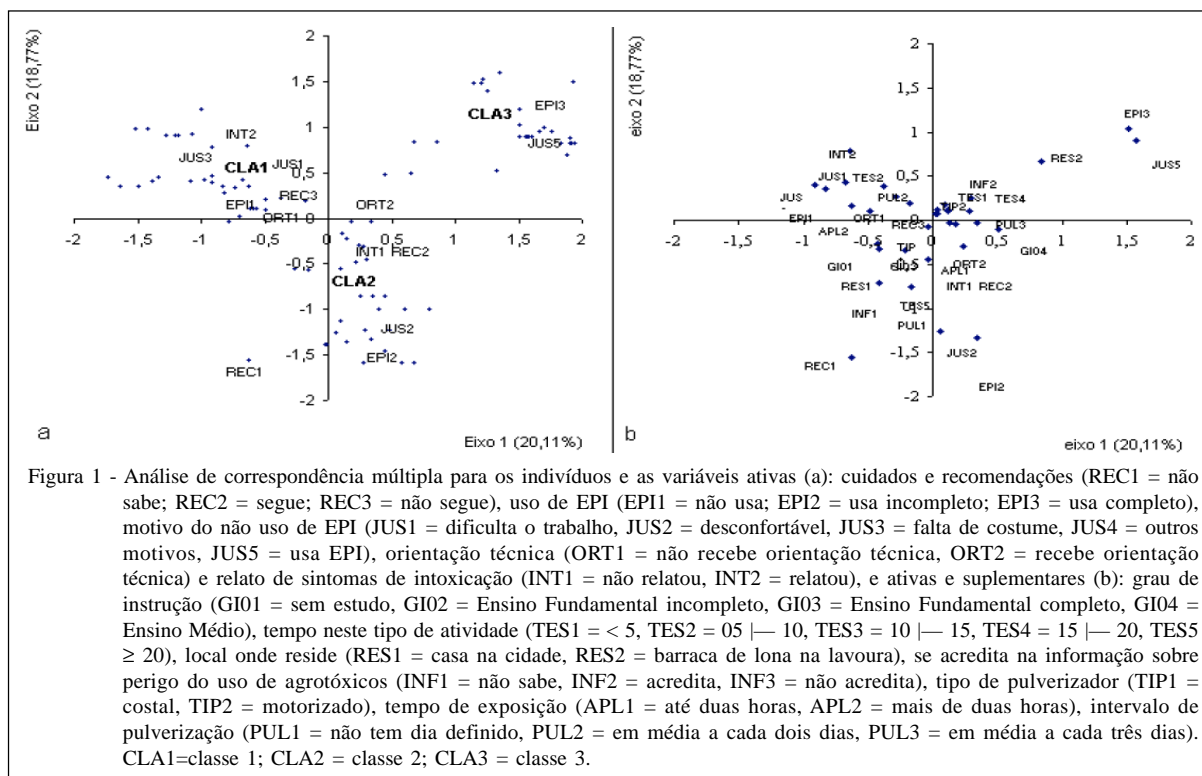 Eixo 2 (18,77%)
2
1,5
1
0,5
0
-0,5
-1
-1,5
-2
-2 -1,5 -1 -0,5 0 0,5 1 1,5 2
CLA3 EPI3
JUS5
INT2
JUS3 JUS1
CLA1
REC3
EPI1 ORT2
ORT1
INT1 REC2
CLA2
JUS2
EPI2
REC1
a
Eixo 1 (20,11%)
eixo 2 (18,77%)
2
1,5
1
0,5
0
-0,5
-1
-1,5
-2
-2 -1,5 -1 -0,5 0 0,5 1 1,5 2
EPI3
RES2 JUS5
INT2 INF2
JUS1 TES2
JUS PUL2 TES1 TES4
TIP2
EPI1 ORT1 REC3 PUL3
APL2
TIP GI04
GI01 GI03 ORT2
APL1
RES1 INT1 REC2
TES5
INF1
PUL1
JUS2
REC1
EPI2
b
eixo 1 (20,11%)
Figura 1 - Análise de correspondência múltipla para os indivíduos e as variáveis ativas (a): cuidados e recomendações (REC1 = não
sabe; REC2 = segue; REC3 = não segue), uso de EPI (EPI1 = não usa; EPI2 = usa incompleto; EPI3 = usa completo),
motivo do não uso de EPI (JUS1 = dificulta o trabalho, JUS2 = desconfortável, JUS3 = falta de costume, JUS4 = outros
motivos, JUS5 = usa EPI), orientação técnica (ORT1 = não recebe orientação técnica, ORT2 = recebe orientação
técnica) e relato de sintomas de intoxicação (INT1 = não relatou, INT2 = relatou), e ativas e suplementares (b): grau de
instrução (GI01 = sem estudo, GI02 = Ensino Fundamental incompleto, GI03 = Ensino Fundamental completo, GI04 =
Ensino Médio), tempo neste tipo de atividade (TES1 = < 5, TES2 = 05 |— 10, TES3 = 10 |— 15, TES4 = 15 |— 20, TES5
≥ 20), local onde reside (RES1 = casa na cidade, RES2 = barraca de lona na lavoura), se acredita na informação sobre
perigo do uso de agrotóxicos (INF1 = não sabe, INF2 = acredita, INF3 = não acredita), tipo de pulverizador (TIP1 =
costal, TIP2 = motorizado), tempo de exposição (APL1 = até duas horas, APL2 = mais de duas horas), intervalo de
pulverização (PUL1 = não tem dia definido, PUL2 = em média a cada dois dias, PUL3 = em média a cada três dias).
CLA1=classe 1; CLA2 = classe 2; CLA3 = classe 3.